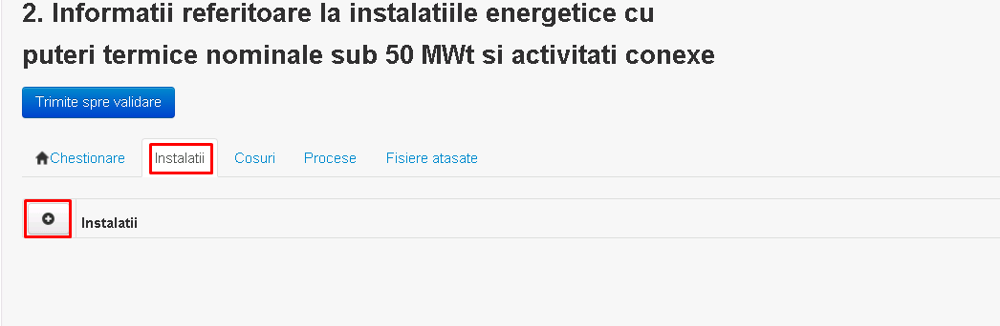 2. Informatii referitoare la instalatiile energetice cu
puteri termice nominale sub 50 MWt si activitati conexe
Trimite spre validare
Chestionare Instalatii Cosuri Procese Fisiere atasate
Instalatii